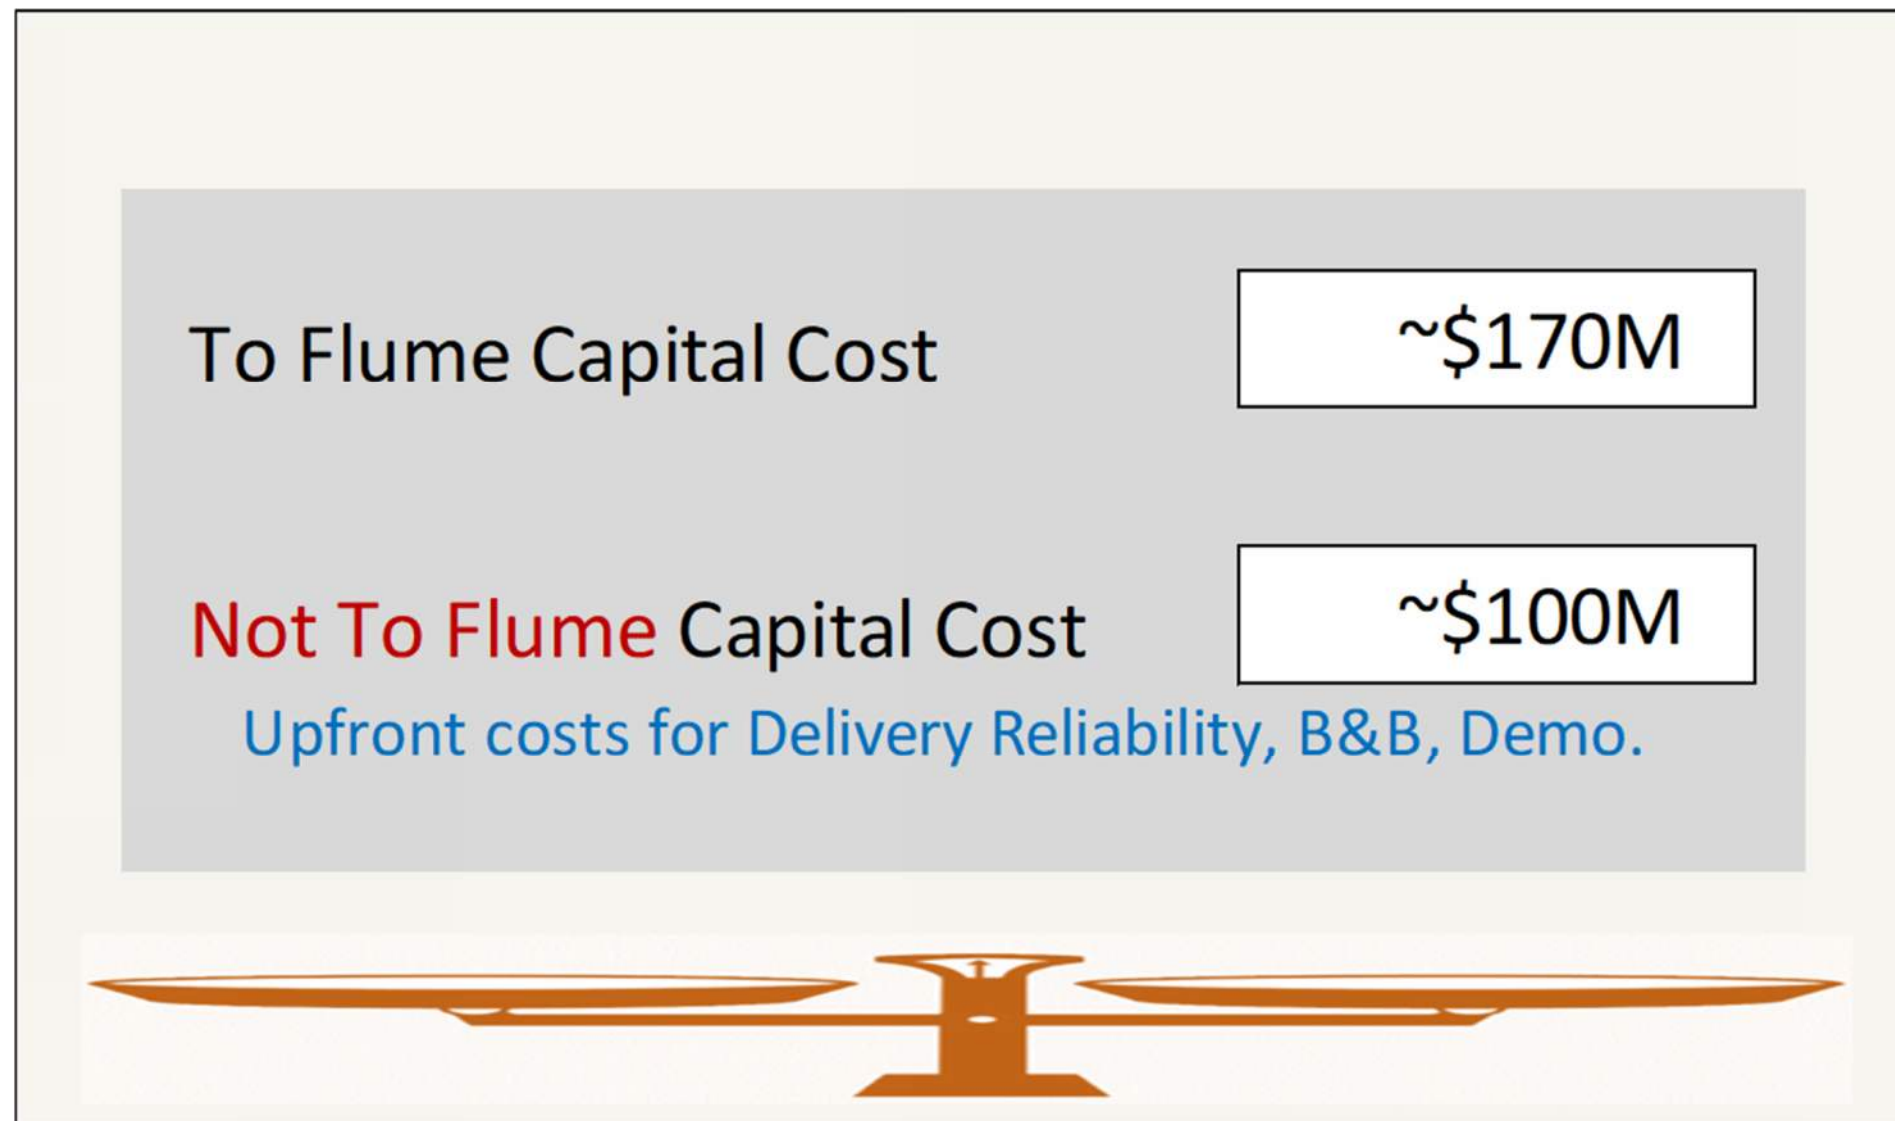 To Flume Capital Cost
~$170M
Not To Flume Capital Cost
~$100M
Upfront costs for Delivery Reliability, B&B, Demo.